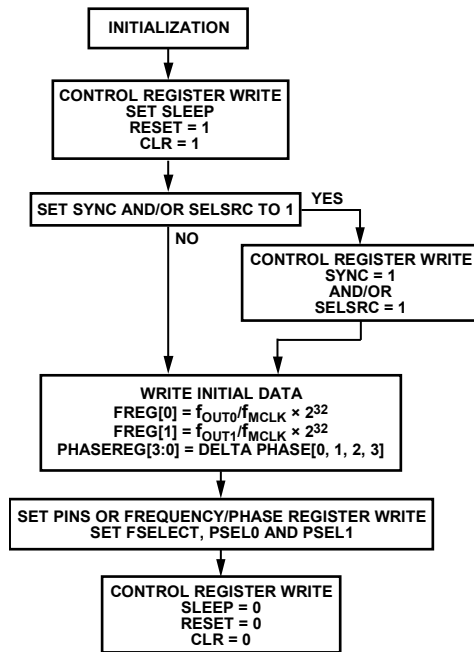 INITIALIZATION
CONTROL REGISTER WRITE
SET SLEEP
RESET = 1
CLR = 1
SET SYNC AND/OR SELSRC TO 1
YES
NO
CONTROL REGISTER WRITE
SYNC = 1
AND/OR
SELSRC = 1
WRITE INITIAL DATA
FREG[0] = fOUT0/fMCLK × 2³²
FREG[1] = fOUT1/fMCLK × 2³²
PHASEREG[3:0] = DELTA PHASE[0, 1, 2, 3]
SET PINS OR FREQUENCY/PHASE REGISTER WRITE
SET FSELECT, PSEL0 AND PSEL1
CONTROL REGISTER WRITE
SLEEP = 0
RESET = 0
CLR = 0